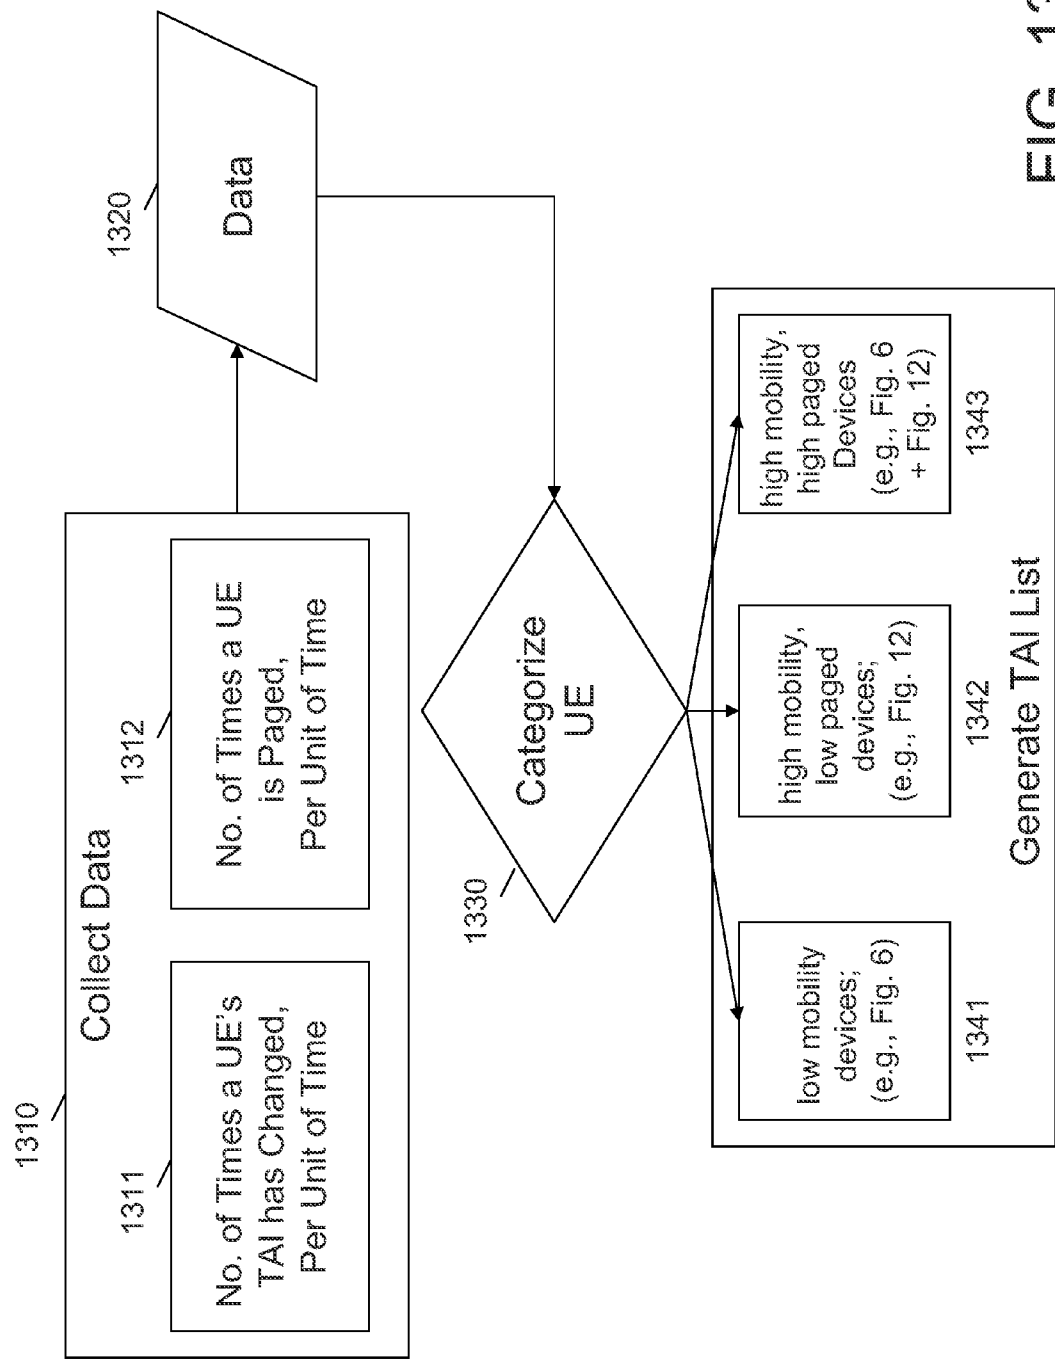 1310
Collect Data
1311
No. of Times a UE's
TAI has Changed,
Per Unit of Time
1312
No. of Times a UE
is Paged,
Per Unit of Time
1320
Data
1330
Categorize
UE
low mobility
devices;
(e.g., Fig. 6)
1341
high mobility,
low paged
devices;
(e.g., Fig. 12)
1342
high mobility,
high paged
Devices
(e.g., Fig. 6
+ Fig. 12)
1343
Generate TAI List
FIG.